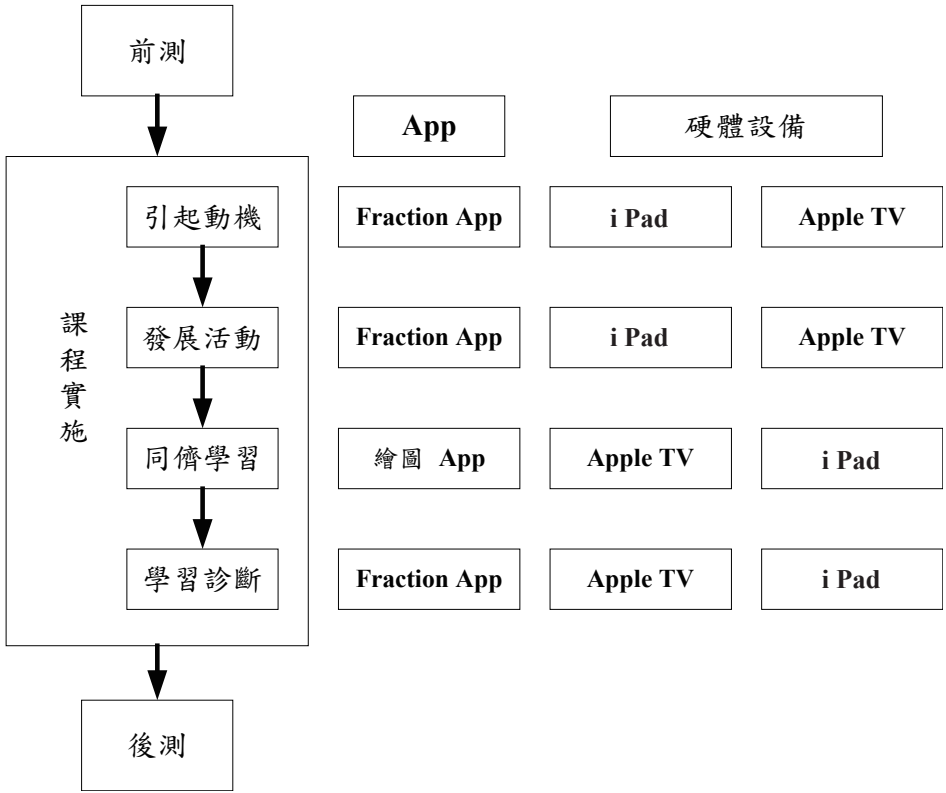 前測
App
硬體設備
引起動機
Fraction App
i Pad
Apple TV
課程實施
發展活動
Fraction App
i Pad
Apple TV
同儕學習
繪圖 App
Apple TV
i Pad
學習診斷
Fraction App
Apple TV
i Pad
後測